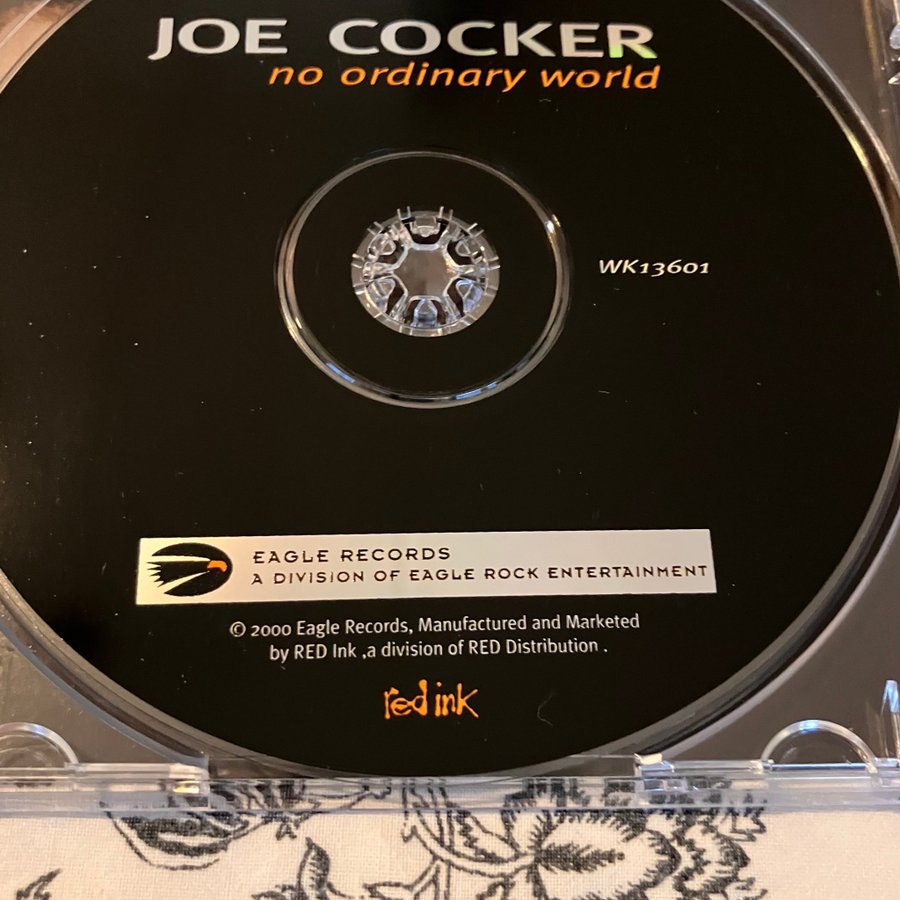 JOE COCKER
no ordinary world
WK13601
EAGLE RECORDS
A DIVISION OF EAGLE ROCK ENTERTAINMENT
© 2000 Eagle Records, Manufactured and Marketed
by RED Ink ,a division of RED Distribution .
red ink